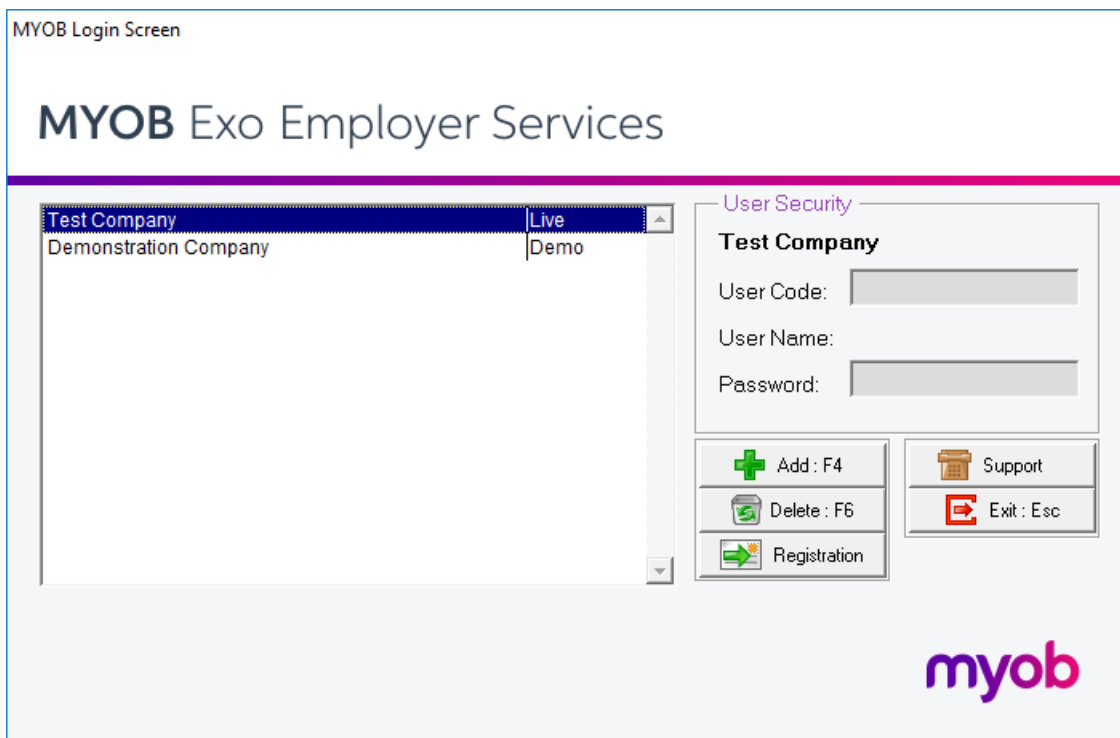 MYOB Login Screen
MYOB Exo Employer Services
Test Company Live
Demonstration Company Demo
User Security
Test Company
User Code:
User Name:
Password:
Add : F4
Support
Delete : F6
Exit : Esc
Registration
myob